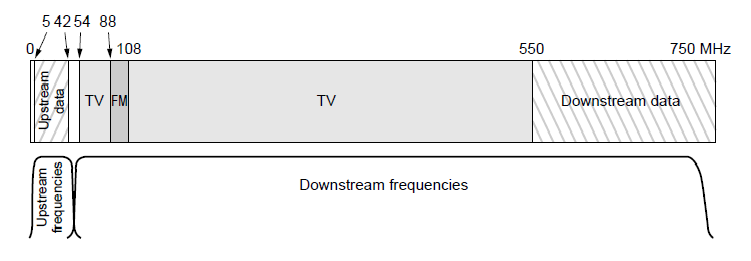 5 42 54 88
0 108 550 750 MHz
Upstream
data
TV
FM
TV
Downstream data
Upstream
frequencies
Downstream frequencies